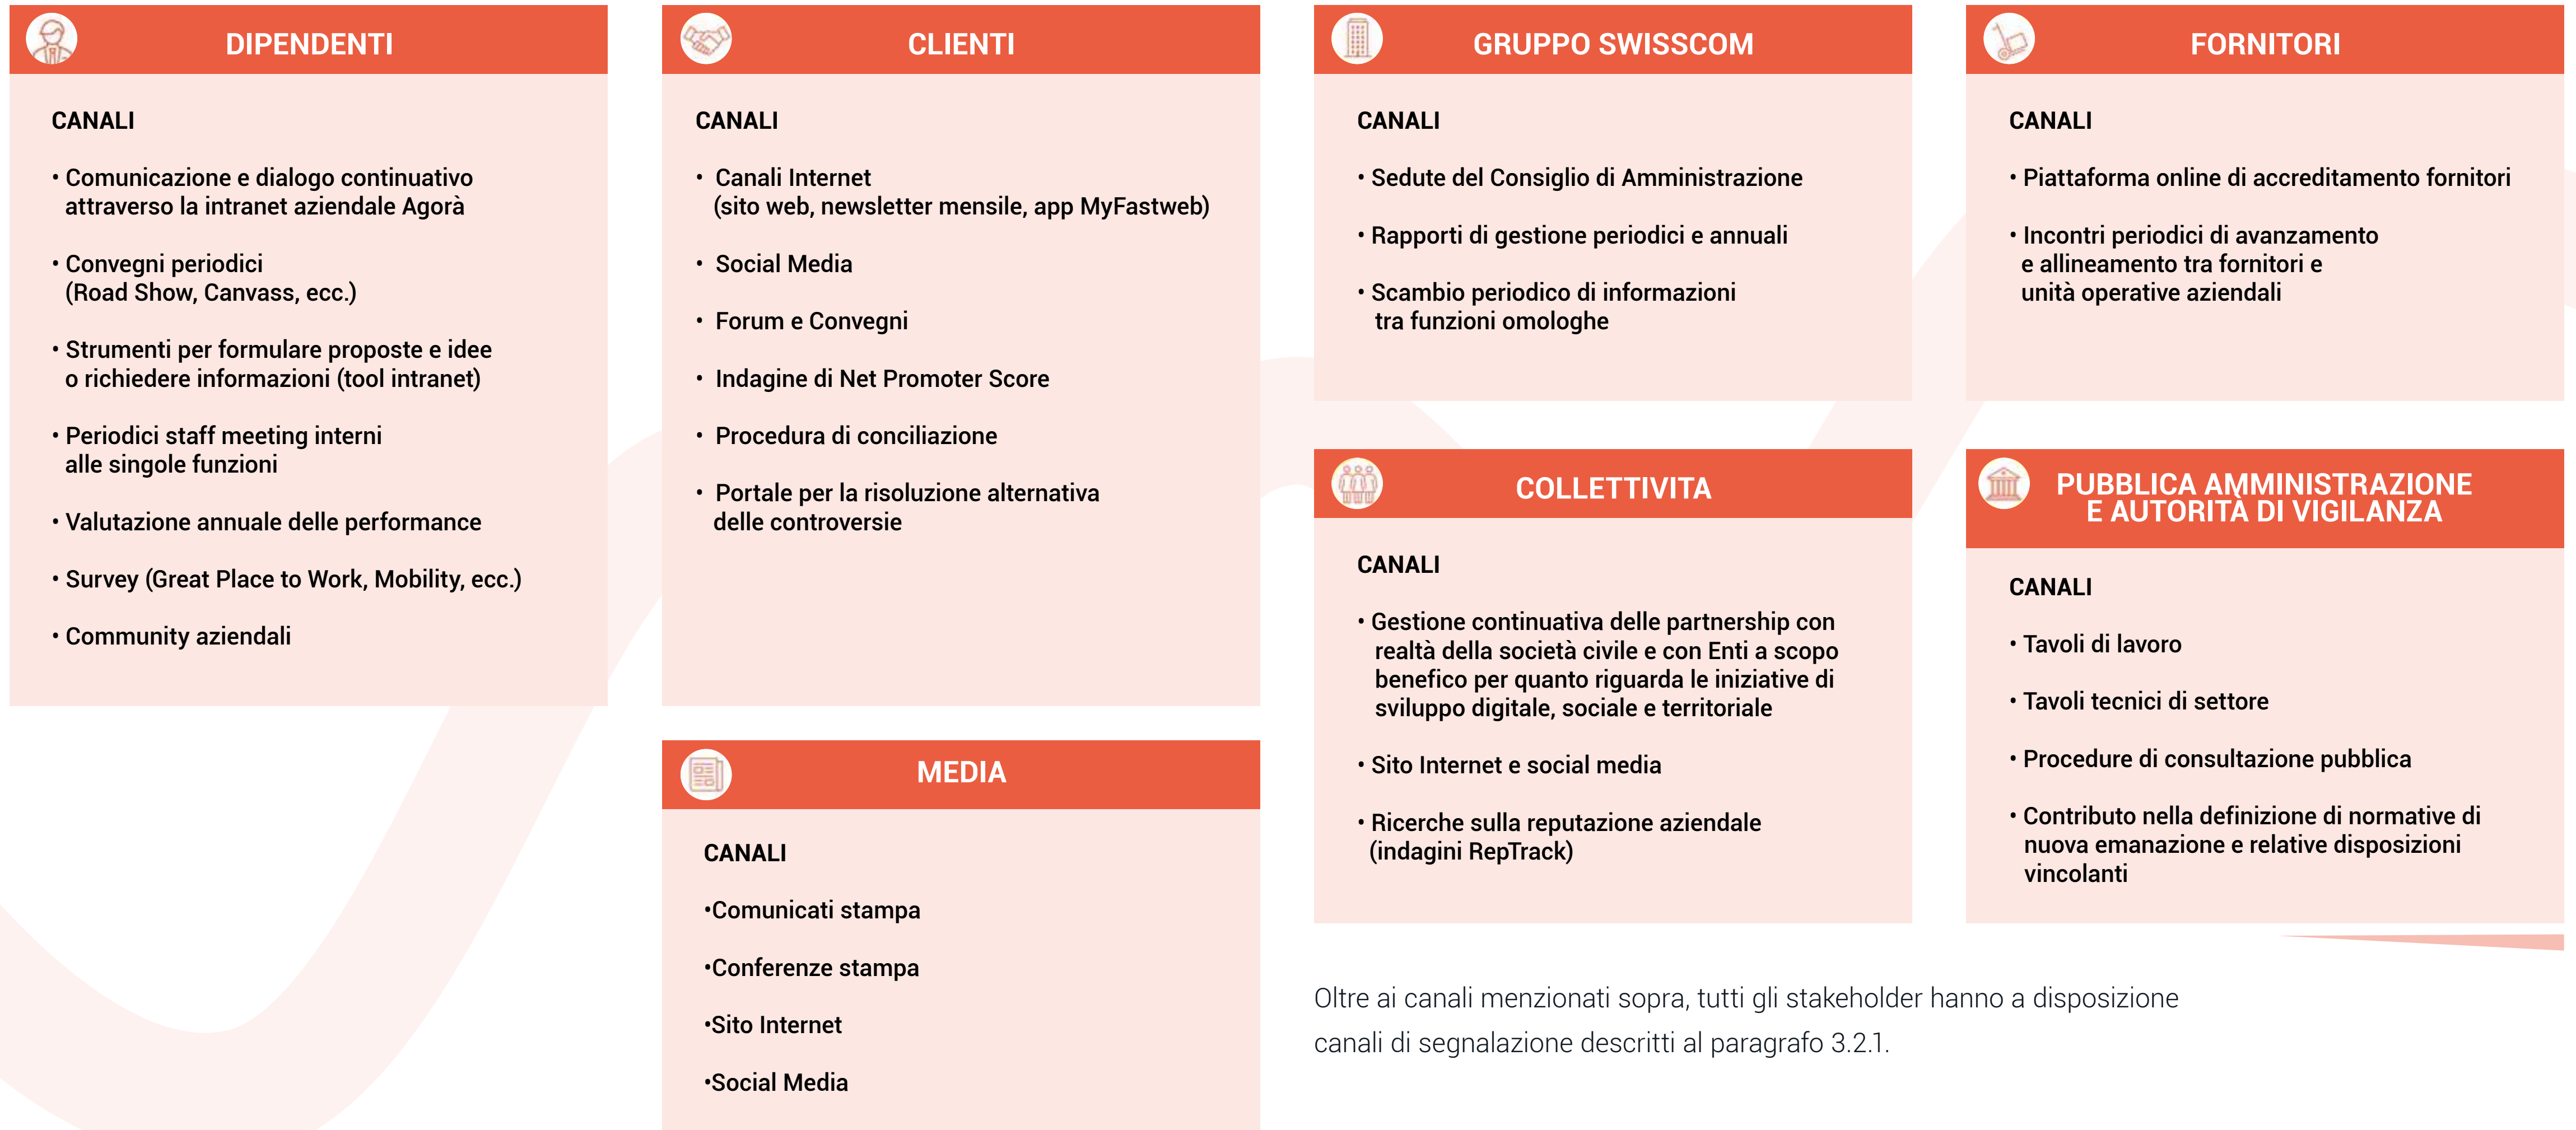 DIPENDENTI
CANALI
• Comunicazione e dialogo continuativo
attraverso la intranet aziendale Agorà
• Convegni periodici
(Road Show, Canvass, ecc.)
• Strumenti per formulare proposte e idee
o richiedere informazioni (tool intranet)
• Periodici staff meeting interni
alle singole funzioni
• Valutazione annuale delle performance
• Survey (Great Place to Work, Mobility, ecc.)
• Community aziendali
CLIENTI
CANALI
• Canali Internet
(sito web, newsletter mensile, app MyFastweb)
• Social Media
• Forum e Convegni
• Indagine di Net Promoter Score
• Procedura di conciliazione
• Portale per la risoluzione alternativa
delle controversie
MEDIA
CANALI
•Comunicati stampa
•Conferenze stampa
•Sito Internet
•Social Media
GRUPPO SWISSCOM
CANALI
• Sedute del Consiglio di Amministrazione
• Rapporti di gestione periodici e annuali
• Scambio periodico di informazioni
tra funzioni omologhe
COLLETTIVITA
CANALI
• Gestione continuativa delle partnership con
realtà della società civile e con Enti a scopo
benefico per quanto riguarda le iniziative di
sviluppo digitale, sociale e territoriale
• Sito Internet e social media
• Ricerche sulla reputazione aziendale
(indagini RepTrack)
FORNITORI
CANALI
• Piattaforma online di accreditamento fornitori
• Incontri periodici di avanzamento
e allineamento tra fornitori e
unità operative aziendali
PUBBLICA AMMINISTRAZIONE
E AUTORITÀ DI VIGILANZA
CANALI
• Tavoli di lavoro
• Tavoli tecnici di settore
• Procedure di consultazione pubblica
• Contributo nella definizione di normative di
nuova emanazione e relative disposizioni
vincolanti
Oltre ai canali menzionati sopra, tutti gli stakeholder hanno a disposizione
canali di segnalazione descritti al paragrafo 3.2.1.